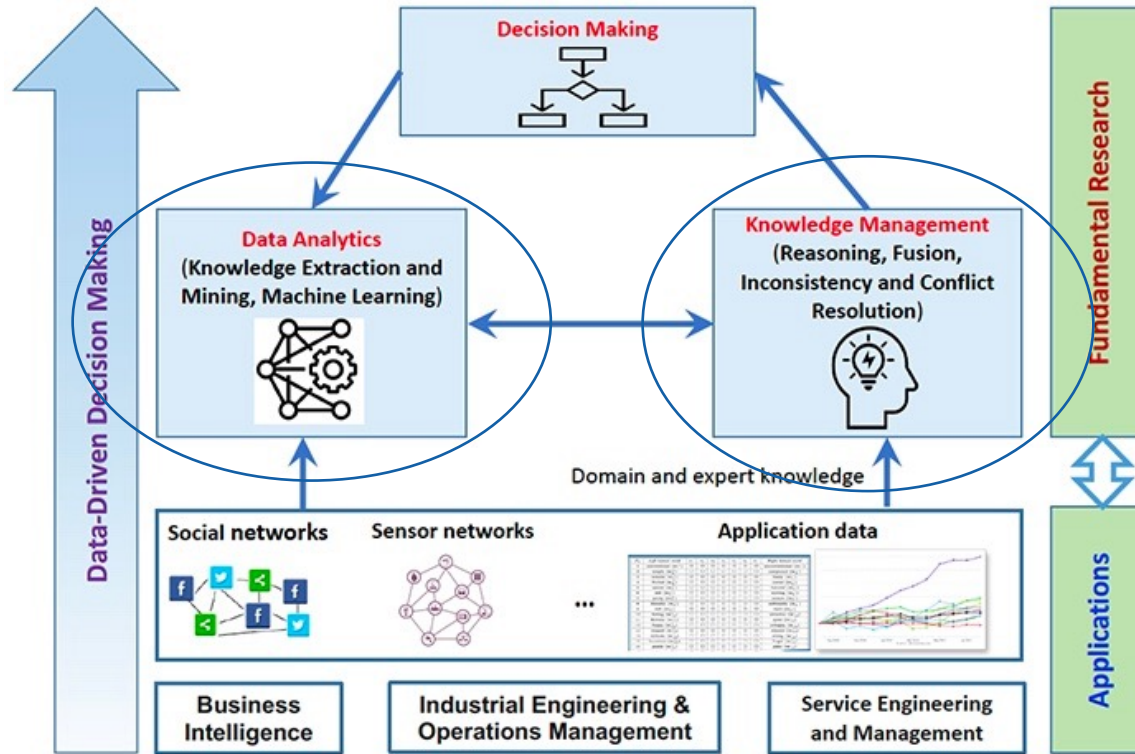 Decision Making
Data-Driven Decision Making
Data Analytics
(Knowledge Extraction and
Mining, Machine Learning)
Knowledge Management
(Reasoning, Fusion,
Inconsistency and Conflict
Resolution)
Fundamental Research
Domain and expert knowledge
Social networks
Sensor networks
Application data
...
Applications
Business
Intelligence
Industrial Engineering &
Operations Management
Service Engineering
and Management